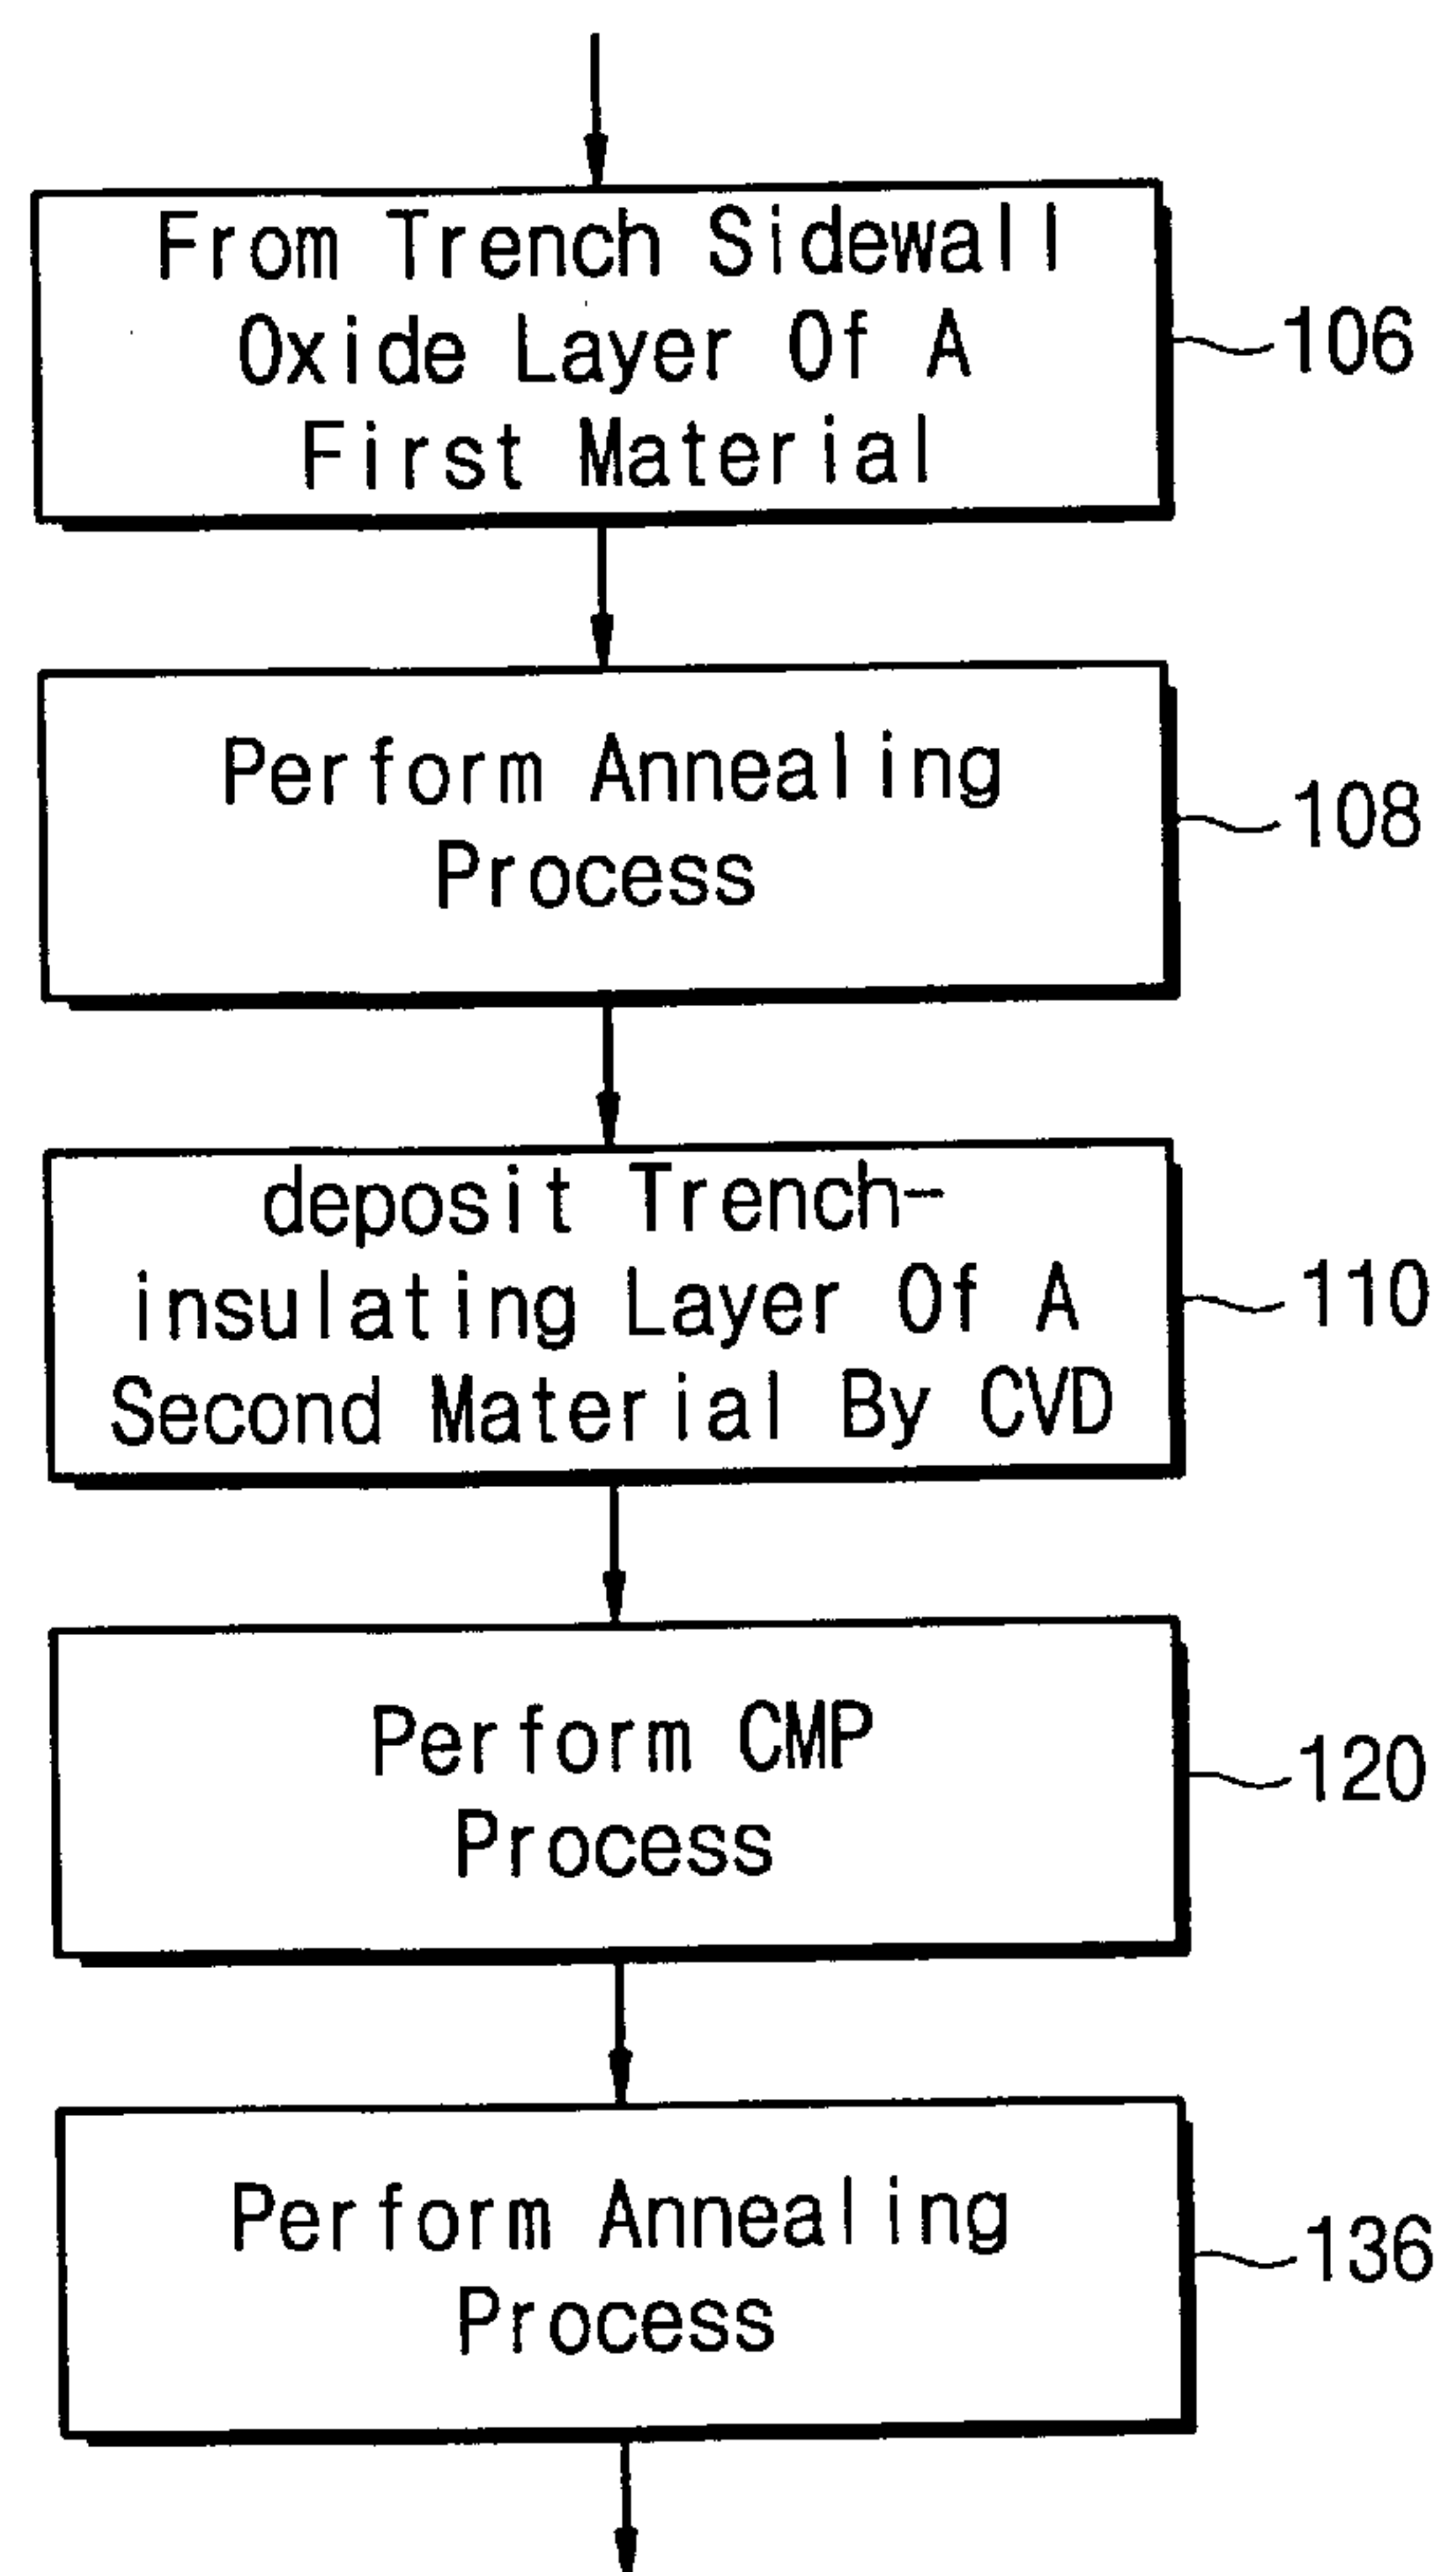 From Trench Sidewall
Oxide Layer Of A
First Material
106
Perform Annealing
Process
108
deposit Trench-
insulating Layer Of A
Second Material By CVD
110
Perform CMP
Process
120
Perform Annealing
Process
136